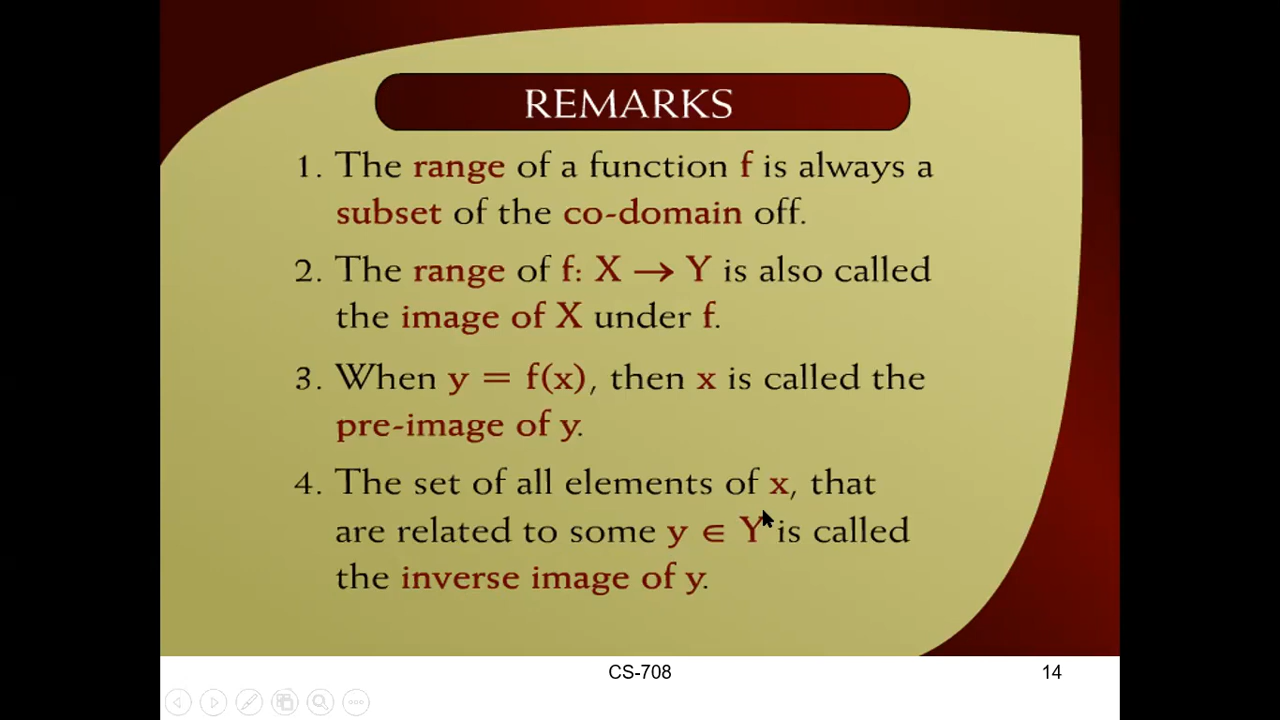 REMARKS
1. The range of a function f is always a
subset of the co-domain off.
2. The range of f: X → Y is also called
the image of X under f.
3. When y = f(x), then x is called the
pre-image of y.
4. The set of all elements of x, that
are related to some y ∈ Y is called
the inverse image of y.
CS-708
14